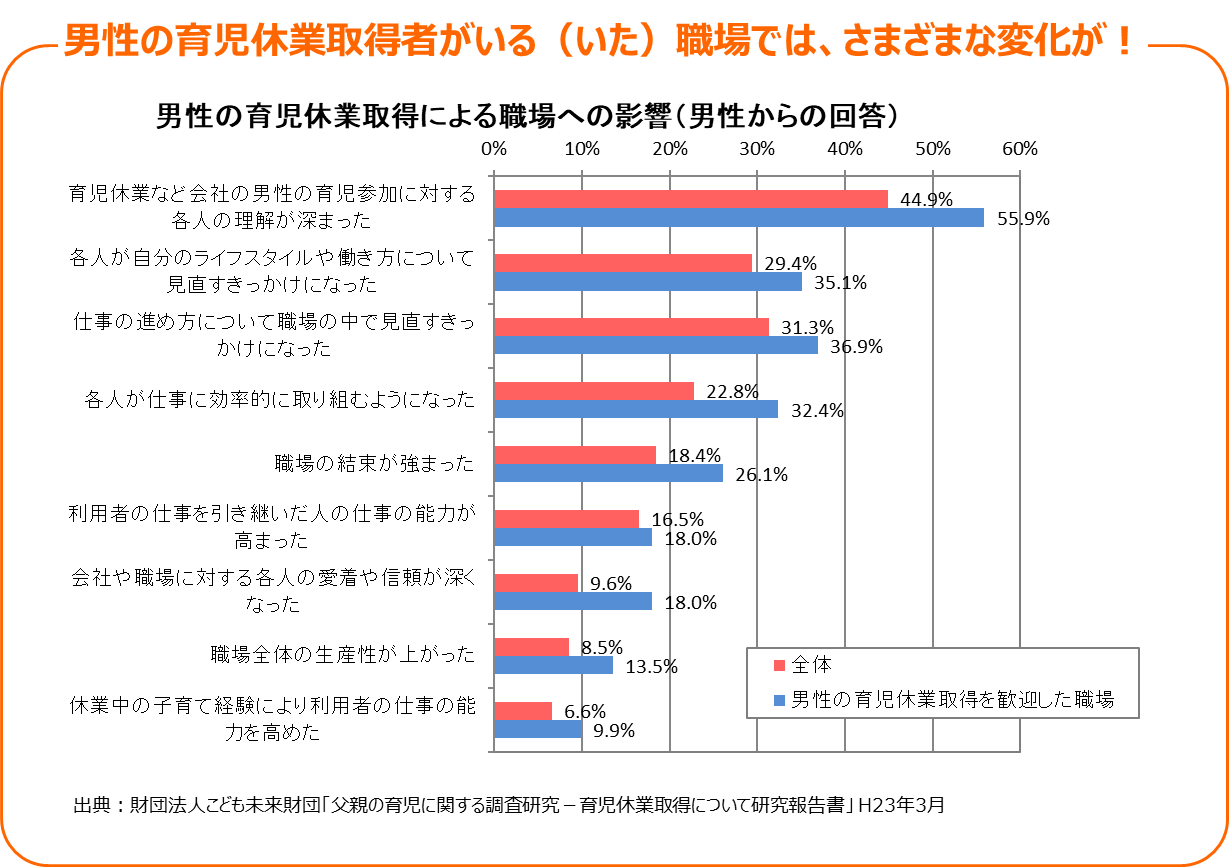 男性の育児休業取得者がいる（いた）職場では、さまざまな変化が！
男性の育児休業取得による職場への影響（男性からの回答）
0% 10% 20% 30% 40% 50% 60%
育児休業など会社の男性の育児参加に対する
各人の理解が深まった
44.9%
55.9%
各人が自分のライフスタイルや働き方について
見直すきっかけになった
29.4%
35.1%
仕事の進め方について職場の中で見直すきっ
かけになった
31.3%
36.9%
各人が仕事に効率的に取り組むようになった
22.8%
32.4%
職場の結束が強まった
18.4%
26.1%
利用者の仕事を引き継いだ人の仕事の能力が
高まった
16.5%
18.0%
会社や職場に対する各人の愛着や信頼が深く
なった
9.6%
18.0%
職場全体の生産性が上がった
8.5%
13.5%
休業中の子育て経験により利用者の仕事の能
力を高めた
6.6%
9.9%
全体
男性の育児休業取得を歓迎した職場
出典：財団法人こども未来財団「父親の育児に関する調査研究－育児休業取得について研究報告書」H23年3月